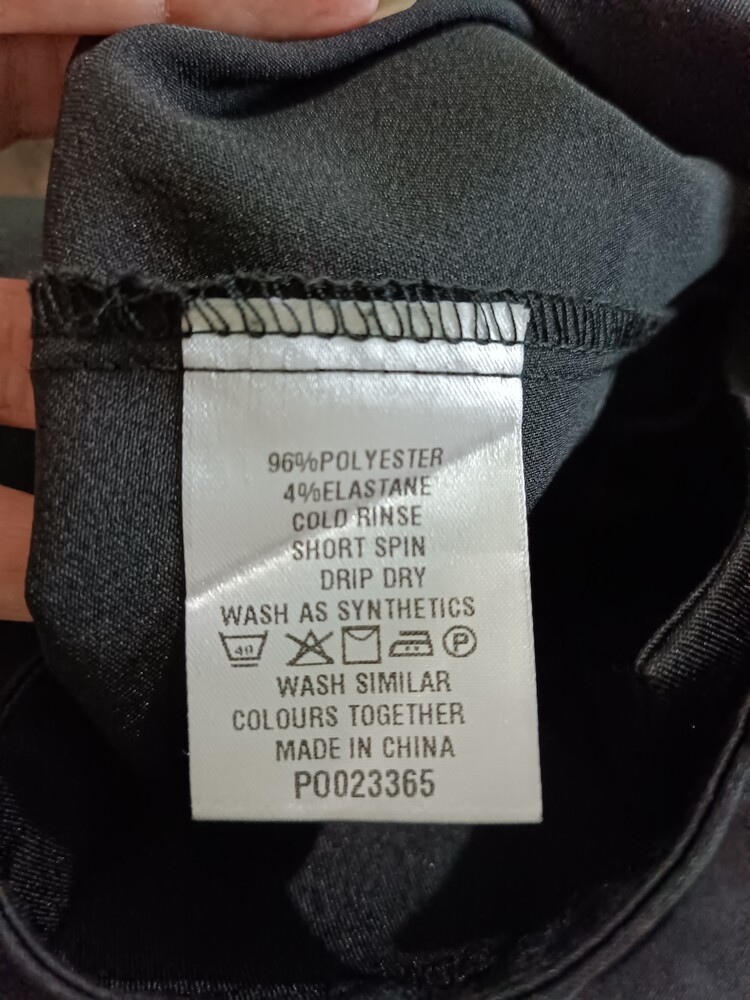 96%POLYESTER
4%ELASTANE
COLD RINSE
SHORT SPIN
DRIP DRY
WASH AS SYNTHETICS
40 P
WASH SIMILAR
COLOURS TOGETHER
MADE IN CHINA
P0023365